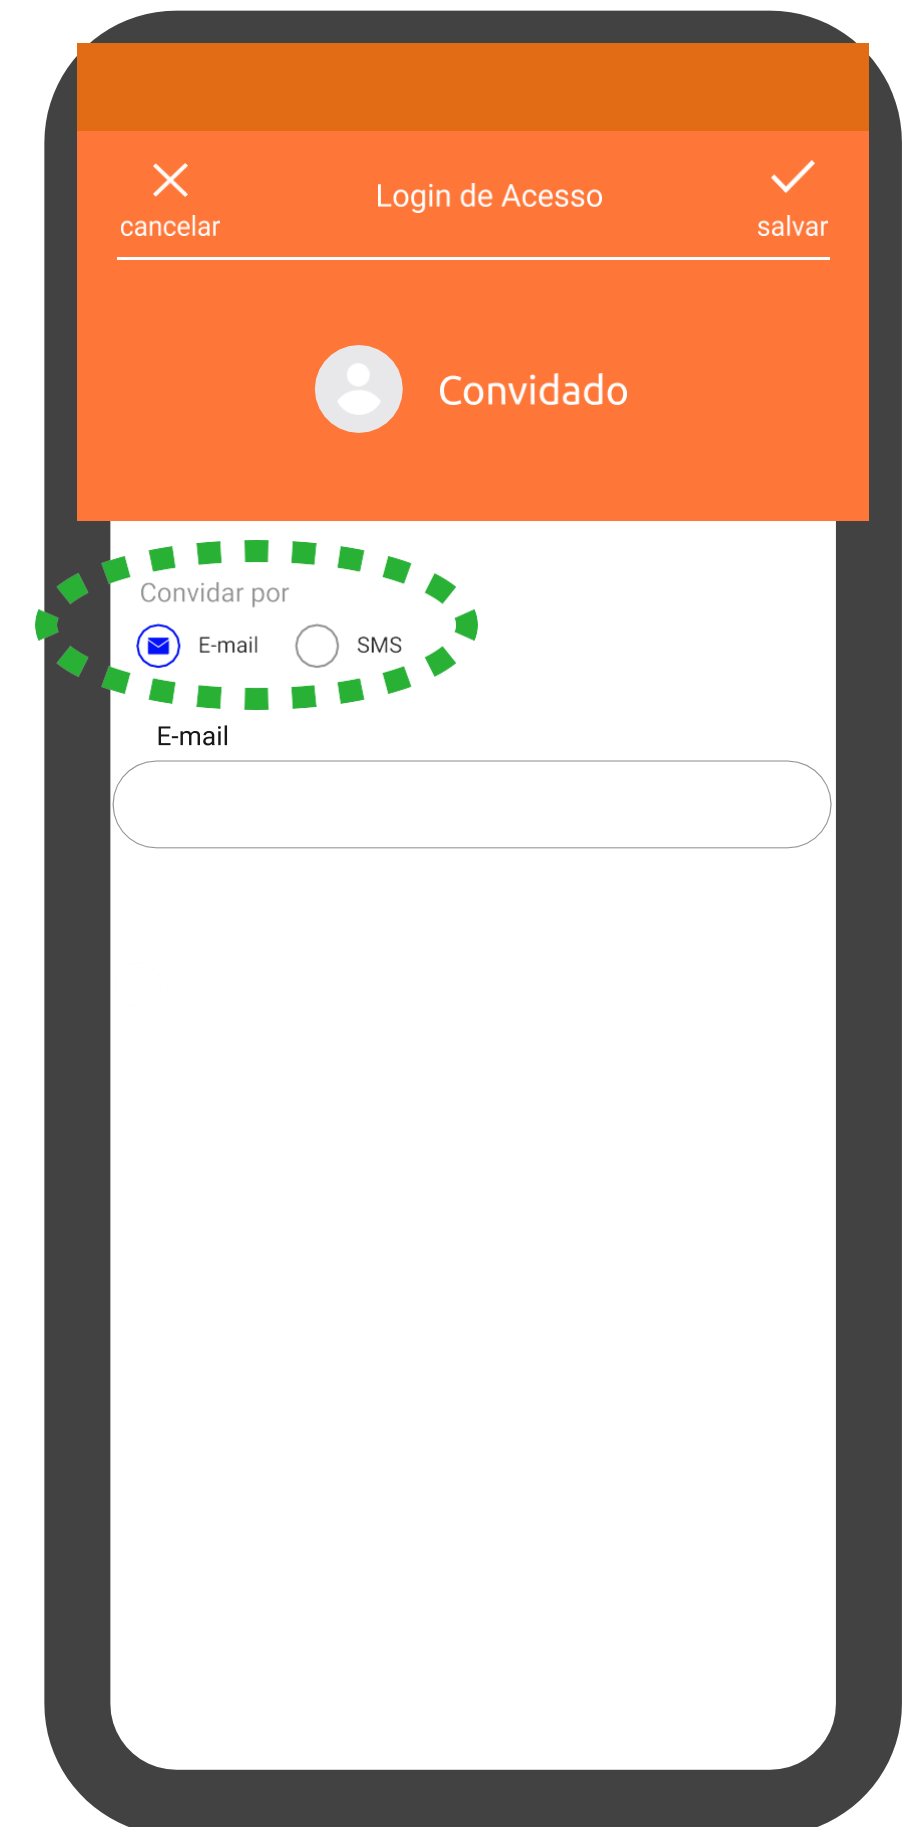 Login de Acesso
cancelar
salvar
Convidado
Convidar por
E-mail
SMS
E-mail